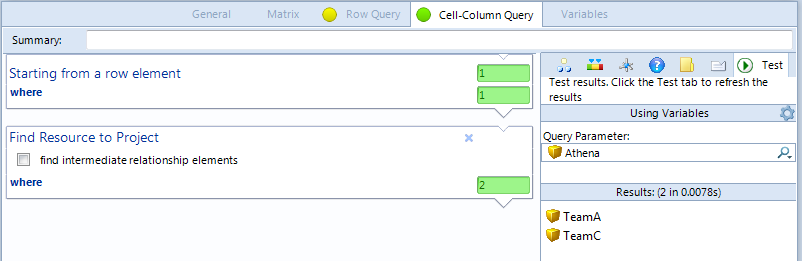 General Matrix Row Query Cell-Column Query Variables
Summary:
Starting from a row element
1
where
1
Find Resource to Project
find intermediate relationship elements
where
2
Test
Test results. Click the Test tab to refresh the
results
Using Variables
Query Parameter:
Athena
Results: (2 in 0.0078s)
TeamA
TeamC